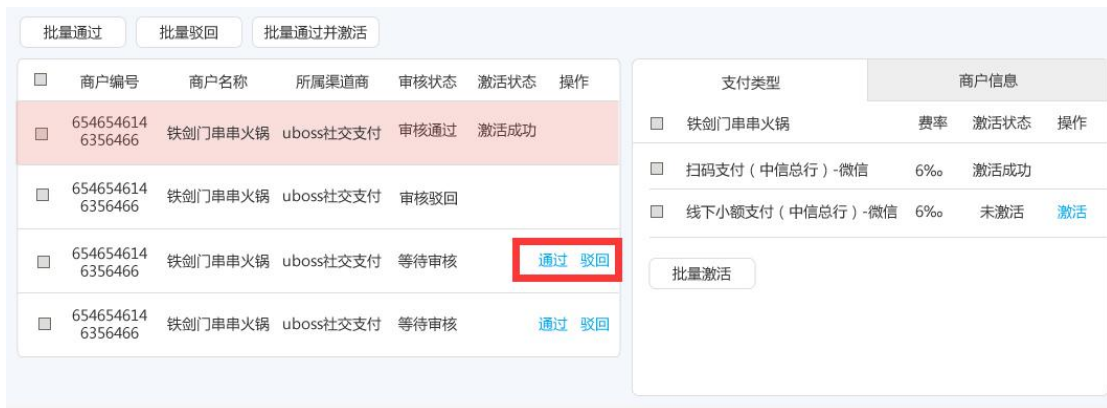 批量通过 批量驳回 批量通过并激活
商户编号 商户名称 所属渠道商 审核状态 激活状态 操作
654654614
6356466 铁剑门串串火锅 uboss社交支付 审核通过 激活成功
654654614
6356466 铁剑门串串火锅 uboss社交支付 审核驳回
654654614
6356466 铁剑门串串火锅 uboss社交支付 等待审核 通过 驳回
654654614
6356466 铁剑门串串火锅 uboss社交支付 等待审核 通过 驳回
支付类型 商户信息
铁剑门串串火锅 费率 激活状态 操作
扫码支付（中信总行）-微信 6‰ 激活成功
线下小额支付（中信总行）-微信 6‰ 未激活 激活
批量激活